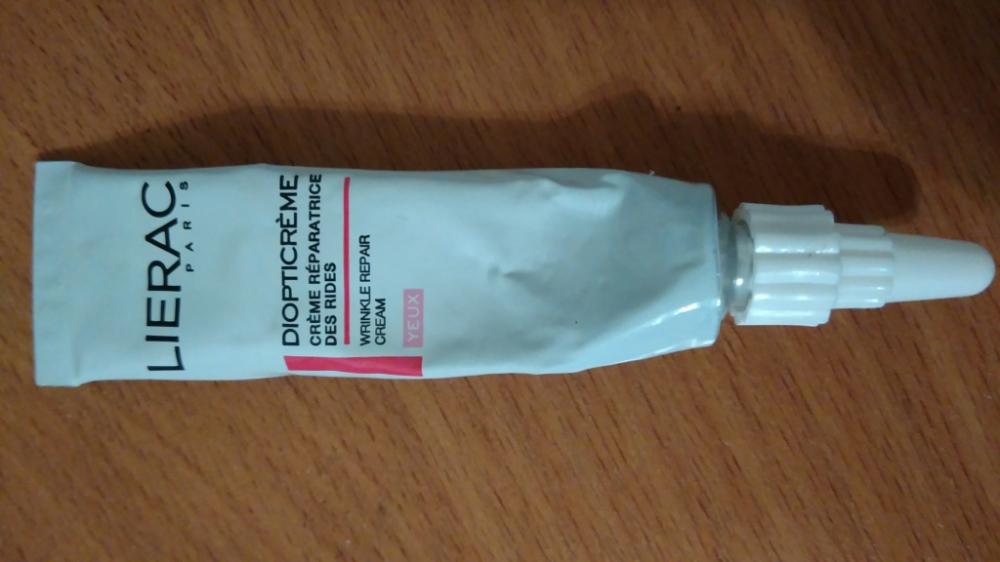 LIERAC
PARIS
DIOPTICRÈME
CRÈME RÉPARATRICE
DES RIDES
WRINKLE REPAIR
CREAM
YEUX